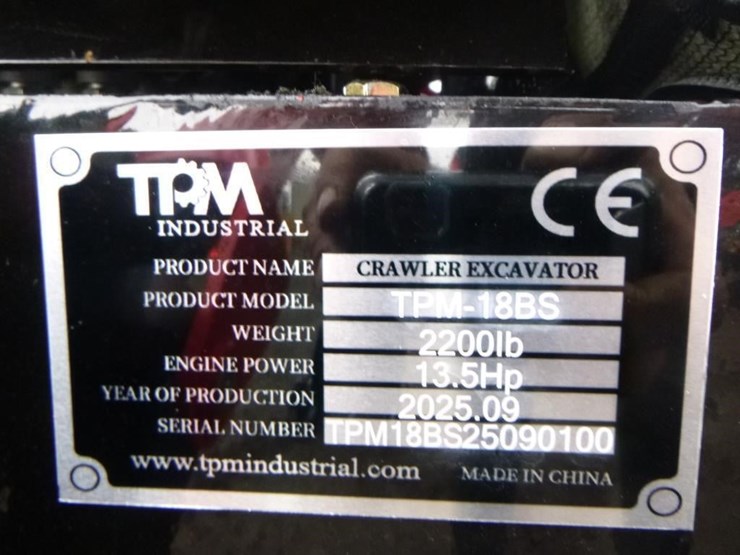 TPM
CE
INDUSTRIAL
PRODUCT NAME CRAWLER EXCAVATOR
PRODUCT MODEL TPM-18BS
WEIGHT 2200lb
ENGINE POWER 13.5Hp
YEAR OF PRODUCTION 2025.09
SERIAL NUMBER TPM18BS25090100
www.tpmindustrial.com MADE IN CHINA